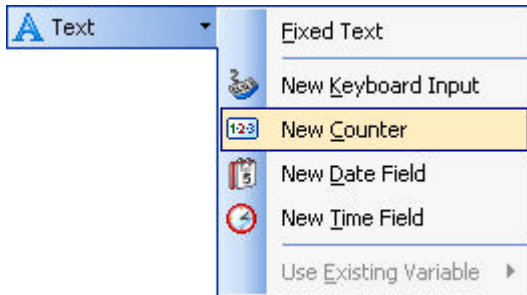 Text
Fixed Text
New Keyboard Input
New Counter
New Date Field
New Time Field
Use Existing Variable